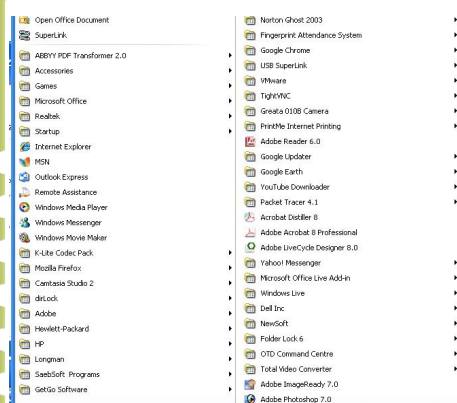 Open Office Document
SuperLink
ABBYY PDF Transformer 2.0
Accessories
Games
Microsoft Office
Realtek
Startup
Internet Explorer
MSN
Outlook Express
Remote Assistance
Windows Media Player
Windows Messenger
Windows Movie Maker
K-Lite Codec Pack
Mozilla Firefox
Camtasia Studio 2
dirLock
Adobe
Hewlett-Packard
HP
Longman
SaebSoft Programs
GetGo Software
Norton Ghost 2003
Fingerprint Attendance System
Google Chrome
USB SuperLink
VMware
TightVNC
Greata 010B Camera
PrintMe Internet Printing
Adobe Reader 6.0
Google Updater
Google Earth
YouTube Downloader
Packet Tracer 4.1
Acrobat Distiller 8
Adobe Acrobat 8 Professional
Adobe LiveCycle Designer 8.0
Yahoo! Messenger
Microsoft Office Live Add-in
Windows Live
Dell Inc
NewSoft
Folder Lock 6
OTD Command Centre
Total Video Converter
Adobe ImageReady 7.0
Adobe Photoshop 7.0